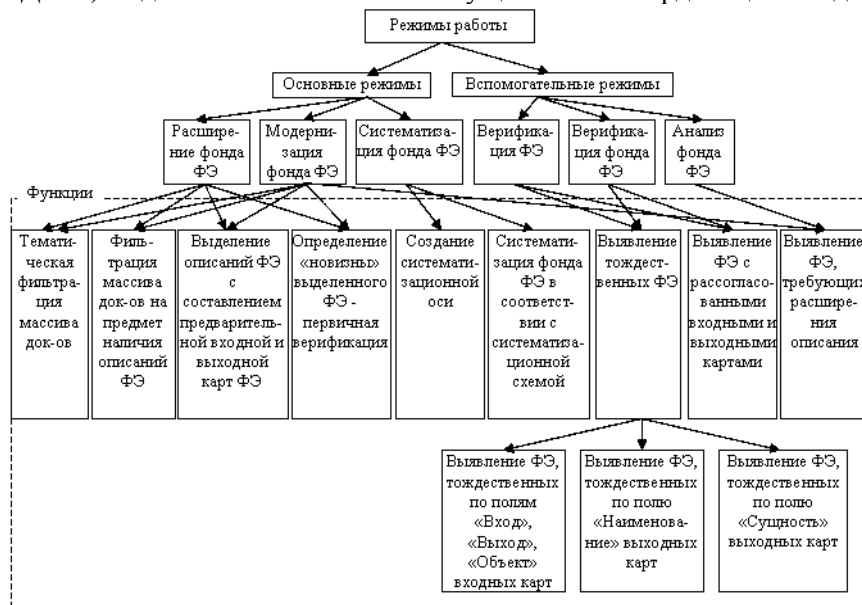 Режимы работы
Основные режимы
Вспомогательные режимы
Расшире-
ние фонда
ФЭ
Модерни-
зация
фонда ФЭ
Систематиза-
ция фонда ФЭ
Верифика-
ция ФЭ
Верифика-
ция фонда
ФЭ
Анализ
фонда ФЭ
Функции
Темати-
ческая
фильтра-
ция
массива
док-ов
Филь-
трация
массива
док-ов на
предмет
наличия
описаний
ФЭ
Выделение
описаний ФЭ
с
составлением
предваритель-
ной входной и
выходной
карт ФЭ
Определение
«новизны»
выделенного
ФЭ -
первичная
верификация
Создание
системати-
зационной
оси
Системати-
зация фонда
ФЭ в
соответст-
вии с
систематиза-
ционной
схемой
Выявление
тождест-
венных ФЭ
Выявление
ФЭ с
рассогласо-
ванными
входными и
выходными
картами
Выявление
ФЭ,
требующих
расшире-
ния
описания
Выявление ФЭ,
тождественных
по полям
«Вход»,
«Выход»,
«Объект»
входных карт
Выявление ФЭ,
тождественных
по полю
«Наименова-
ние» выходных
карт
Выявление ФЭ,
тождественных
по полю
«Сущность»
выходных карт